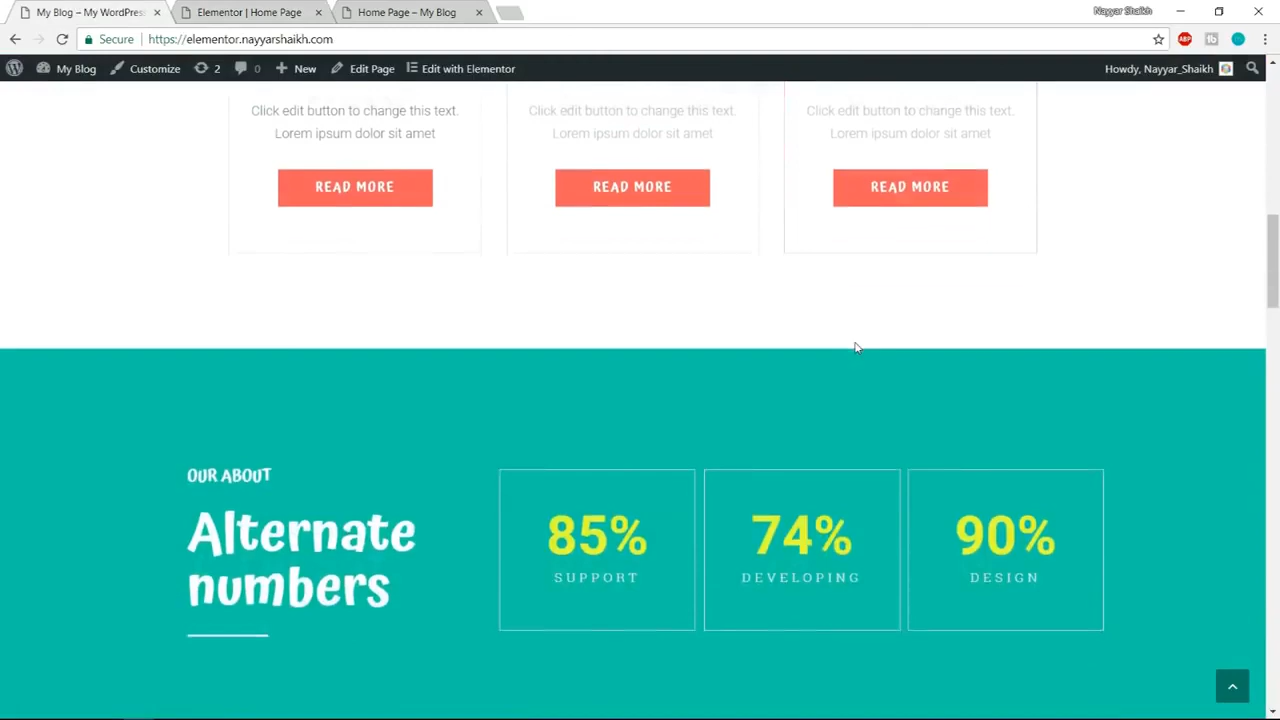 My Blog – My WordPress
Elementor | Home Page
Home Page – My Blog
Nayyar Shaikh
Secure
https://elementor.nayyarshaikh.com
ABP
My Blog
Customize
2
0
New
Edit Page
Edit with Elementor
Howdy, Nayyar_Shaikh
Click edit button to change this text.
Lorem ipsum dolor sit amet
READ MORE
Click edit button to change this text.
Lorem ipsum dolor sit amet
READ MORE
Click edit button to change this text.
Lorem ipsum dolor sit amet
READ MORE
OUR ABOUT
Alternate
numbers
85%
SUPPORT
74%
DEVELOPING
90%
DESIGN